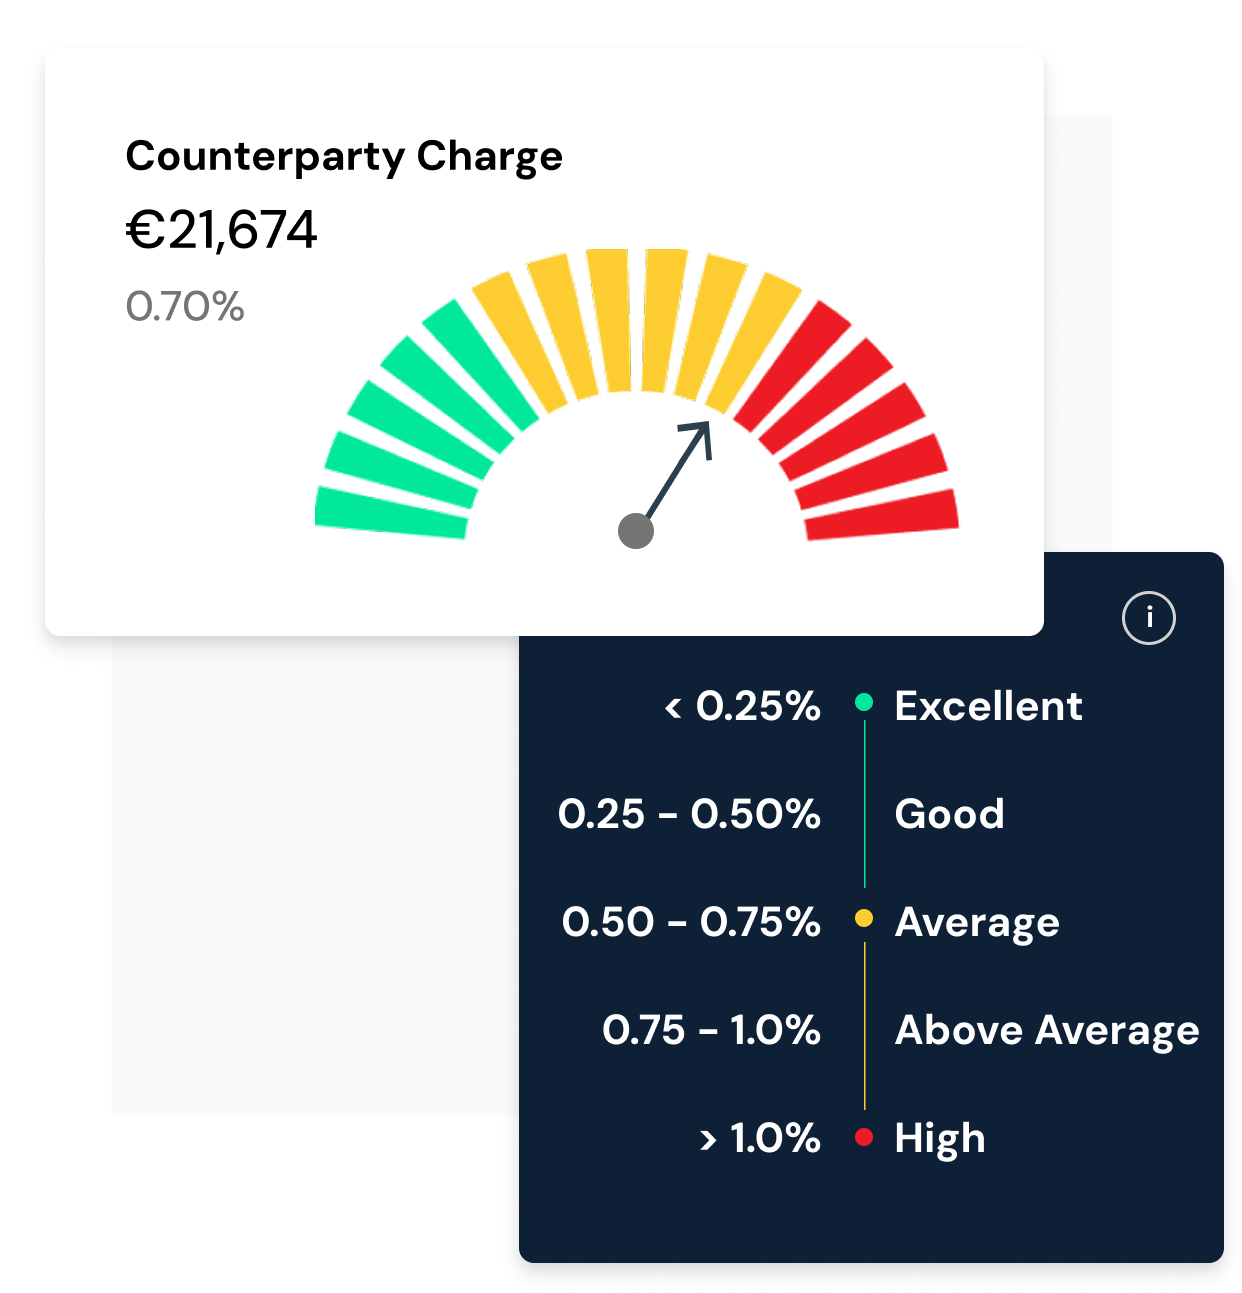 Counterparty Charge
€21,674
0.70%
i
< 0.25% Excellent
0.25 - 0.50% Good
0.50 - 0.75% Average
0.75 - 1.0% Above Average
> 1.0% High